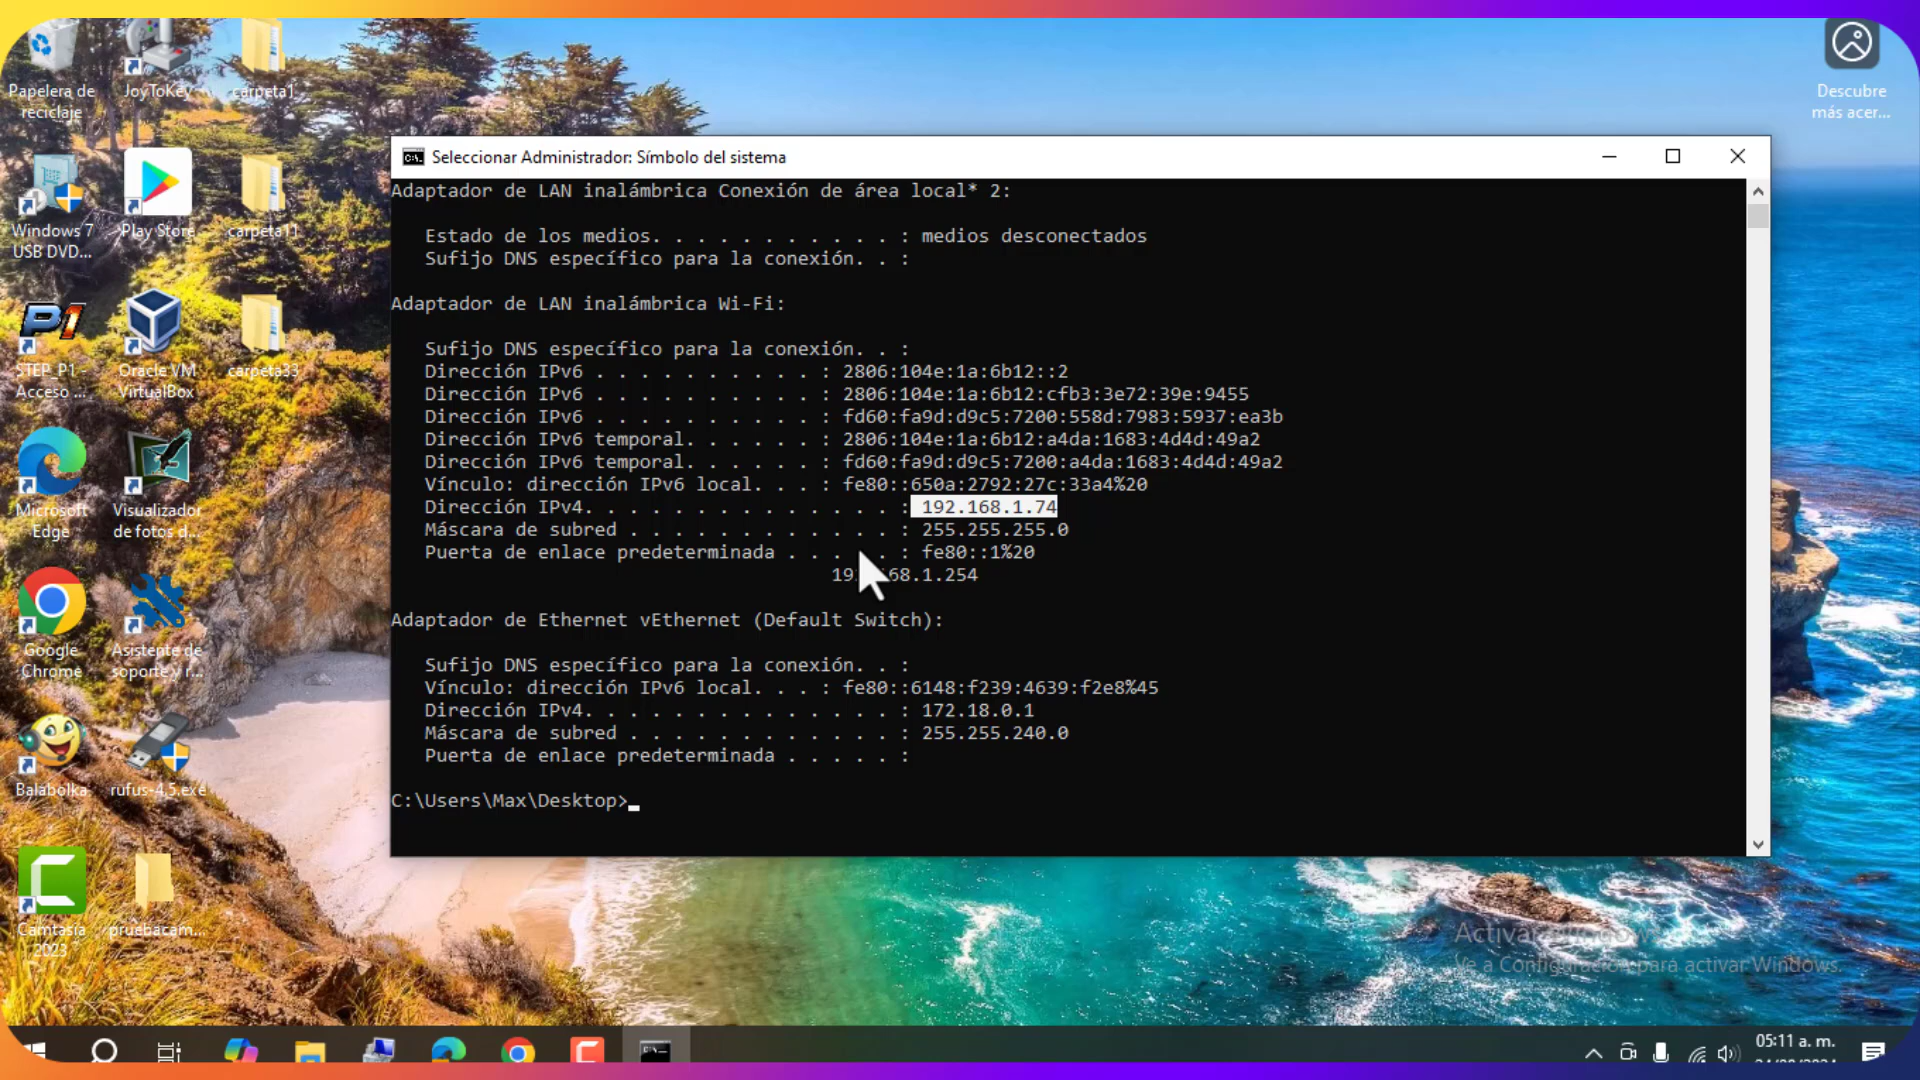 Papelera de
reciclaje
JoyToKey
carpeta1
Descubre
más acer...
Windows 7
USB DVD...
Play Store
carpeta11
STEP_P1 -
Acceso ...
Oracle VM
VirtualBox
carpeta33
Microsoft
Edge
Visualizador
de fotos d...
Google
Chrome
Asistente de
soporte y r...
Balabolka
rufus-4.5.exe
Camtasia
2023
pruebacam...
Seleccionar Administrador: Símbolo del sistema
Adaptador de LAN inalámbrica Conexión de área local* 2:
Estado de los medios. . . . . . . . . . . : medios desconectados
Sufijo DNS específico para la conexión. . :
Adaptador de LAN inalámbrica Wi-Fi:
Sufijo DNS específico para la conexión. . :
Dirección IPv6 . . . . . . . . . . : 2806:104e:1a:6b12::2
Dirección IPv6 . . . . . . . . . . : 2806:104e:1a:6b12:cfb3:3e72:39e:9455
Dirección IPv6 . . . . . . . . . . : fd60:fa9d:d9c5:7200:558d:7983:5937:ea3b
Dirección IPv6 temporal. . . . . . : 2806:104e:1a:6b12:a4da:1683:4d4d:49a2
Dirección IPv6 temporal. . . . . . : fd60:fa9d:d9c5:7200:a4da:1683:4d4d:49a2
Vínculo: dirección IPv6 local. . . : fe80::650a:2792:27c:33a4%20
Dirección IPv4. . . . . . . . . . . . . . : 192.168.1.74
Máscara de subred . . . . . . . . . . . . : 255.255.255.0
Puerta de enlace predeterminada . . . . . : fe80::1%20
192.168.1.254
Adaptador de Ethernet vEthernet (Default Switch):
Sufijo DNS específico para la conexión. . :
Vínculo: dirección IPv6 local. . . : fe80::6148:f239:4639:f2e8%45
Dirección IPv4. . . . . . . . . . . . . . : 172.18.0.1
Máscara de subred . . . . . . . . . . . . : 255.255.240.0
Puerta de enlace predeterminada . . . . . :
C:\Users\Max\Desktop>
Activar Windows
Ve a Configuración para activar Windows.
05:11 a. m.